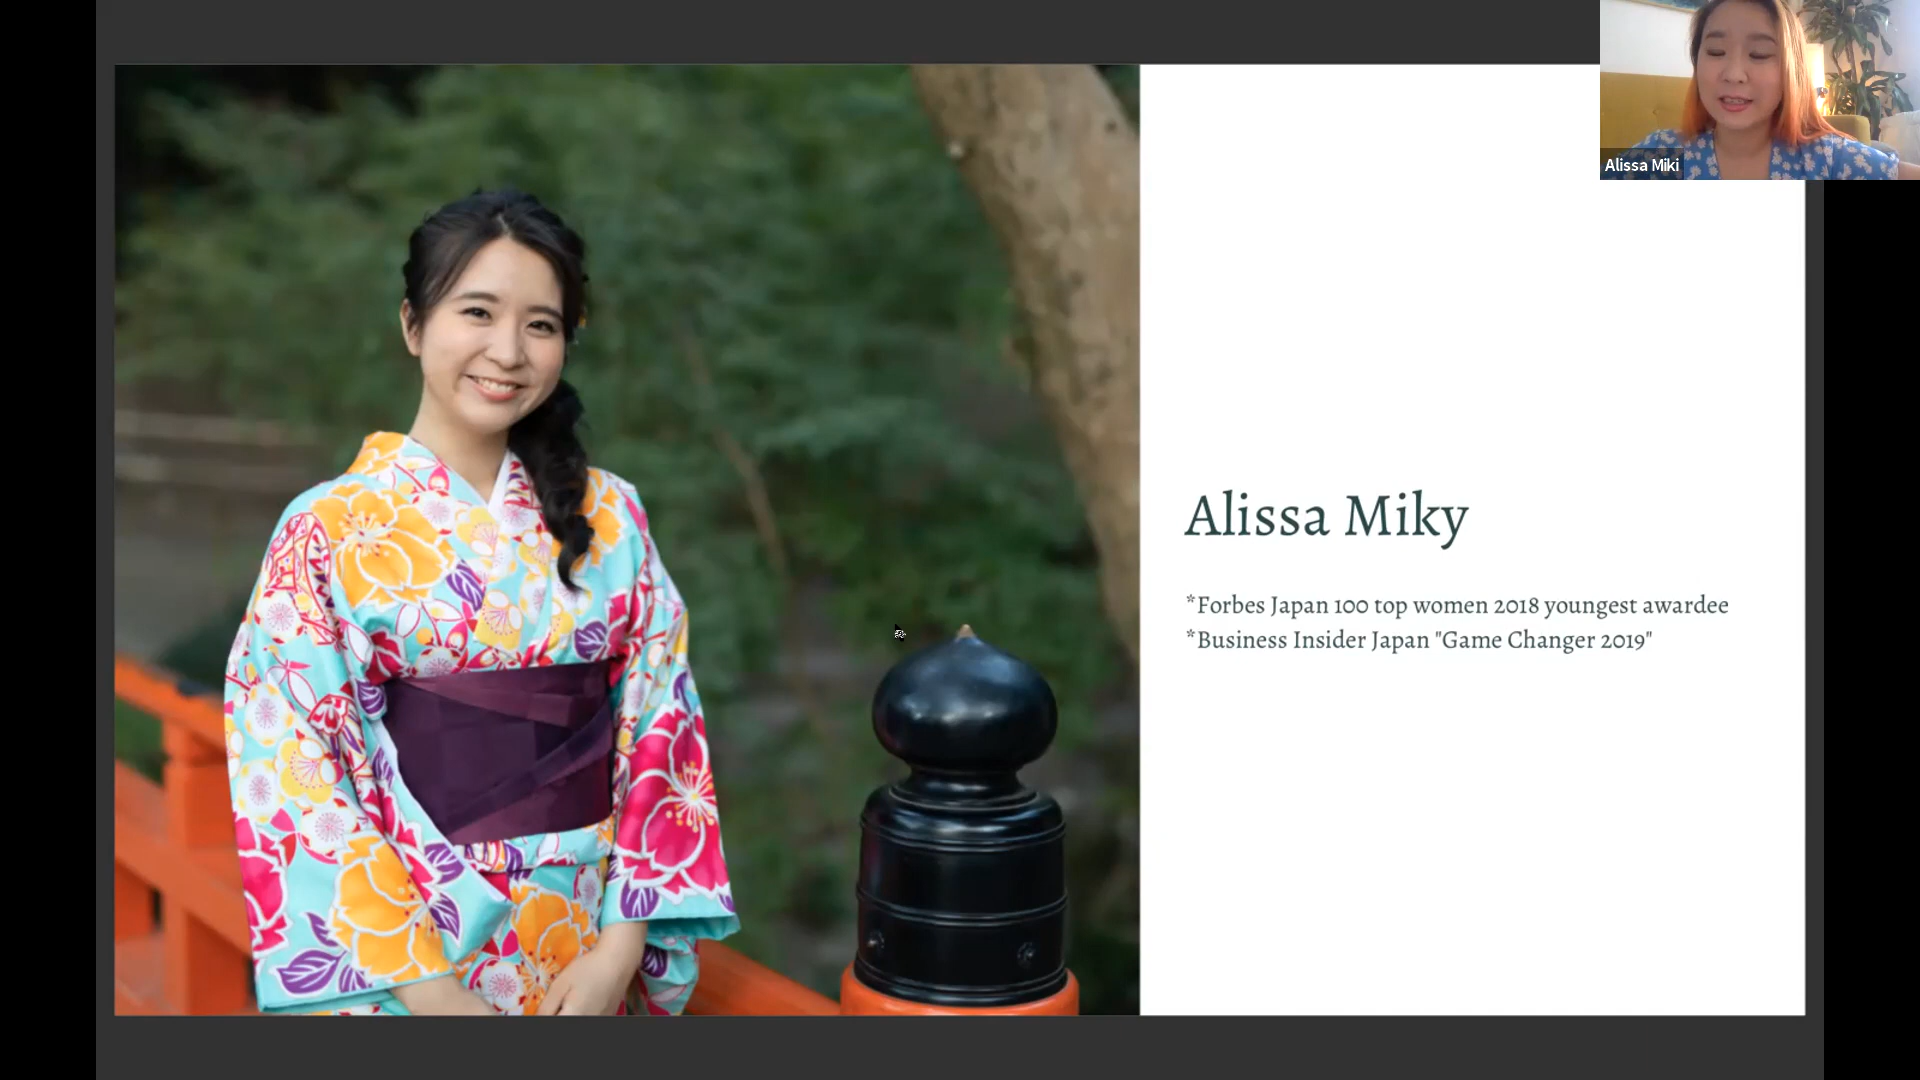 Alissa Miki
Alissa Miky
*Forbes Japan 100 top women 2018 youngest awardee
*Business Insider Japan "Game Changer 2019"